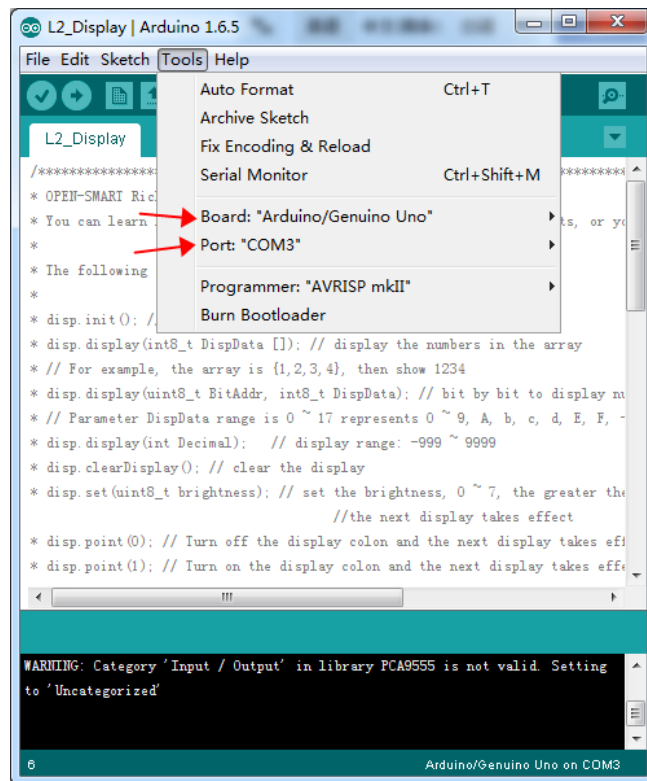 L2_Display | Arduino 1.6.5
File Edit Sketch Tools Help
Auto Format Ctrl+T
Archive Sketch
L2_Display
Fix Encoding & Reload
Serial Monitor Ctrl+Shift+M
Board: "Arduino/Genuino Uno"
Port: "COM3"
Programmer: "AVRISP mkII"
Burn Bootloader
/***************
* OPEN-SMART
* You can learn
*
* The following
*
* disp.init(); /
* disp.display(int8_t DispData []); // display the numbers in the array
* // For example, the array is {1,2,3,4}, then show 1234
* disp.display(uint8_t BitAddr, int8_t DispData); // bit by bit to display
* // Parameter DispData range is 0 ~ 17 represents 0 ~ 9, A, b, c, d, E, F, -
* disp.display(int Decimal); // display range: -999 ~ 9999
* disp.clearDisplay(); // clear the display
* disp.set(uint8_t brightness); // set the brightness, 0 ~ 7, the greater the
//the next display takes effect
* disp.point(0); // Turn off the display colon and the next display takes
* disp.point(1); // Turn on the display colon and the next display takes
WARNING: Category 'Input / Output' in library PCA9555 is not valid. Setting
to 'Uncategorized'
6 Arduino/Genuino Uno on COM3